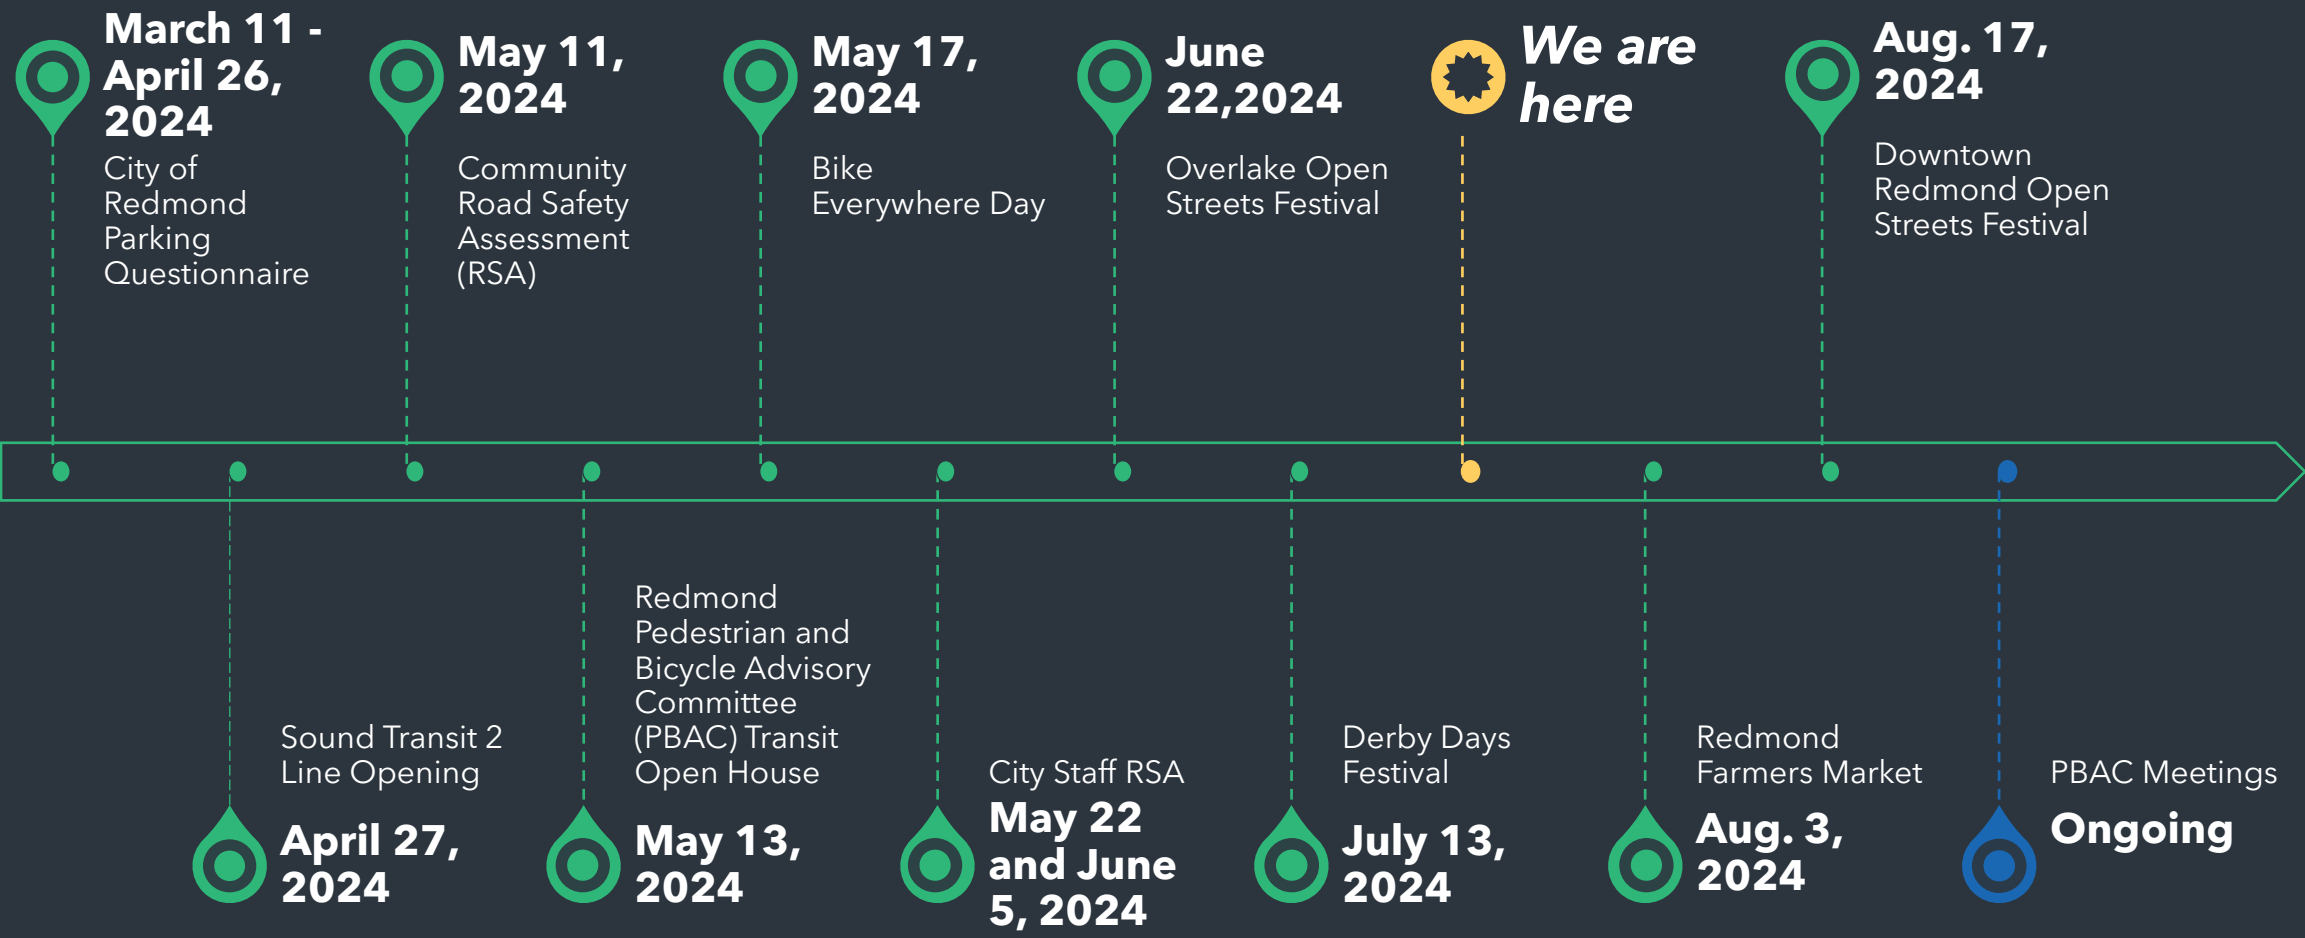 March 11 -
April 26,
2024
City of
Redmond
Parking
Questionnaire
May 11,
2024
Community
Road Safety
Assessment
(RSA)
May 17,
2024
Bike
Everywhere Day
June
22,2024
Overlake Open
Streets Festival
We are
here
Aug. 17,
2024
Downtown
Redmond Open
Streets Festival
Sound Transit 2
Line Opening
April 27,
2024
Redmond
Pedestrian and
Bicycle Advisory
Committee
(PBAC) Transit
Open House
May 13,
2024
City Staff RSA
May 22
and June
5, 2024
Derby Days
Festival
July 13,
2024
Redmond
Farmers Market
Aug. 3,
2024
PBAC Meetings
Ongoing